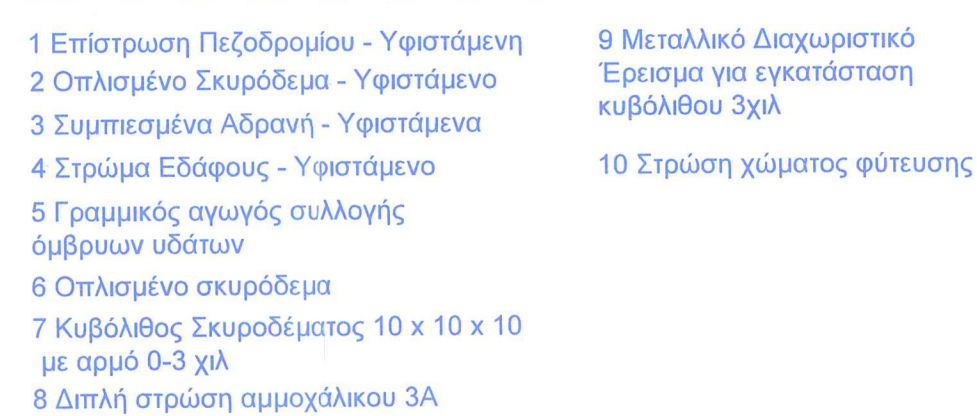 1 Επίστρωση Πεζοδρομίου - Υφιστάμενη
2 Οπλισμένο Σκυρόδεμα - Υφιστάμενο
3 Συμπιεσμένα Αδρανή - Υφιστάμενα
4 Στρώμα Εδάφους - Υφιστάμενο
5 Γραμμικός αγωγός συλλογής
όμβρυων υδάτων
6 Οπλισμένο σκυρόδεμα
7 Κυβόλιθος Σκυροδέματος 10 x 10 x 10
με αρμό 0-3 χιλ
8 Διπλή στρώση αμμοχάλικου 3Α
9 Μεταλλικό Διαχωριστικό
Έρεισμα για εγκατάσταση
κυβόλιθου 3χιλ
10 Στρώση χώματος φύτευσης